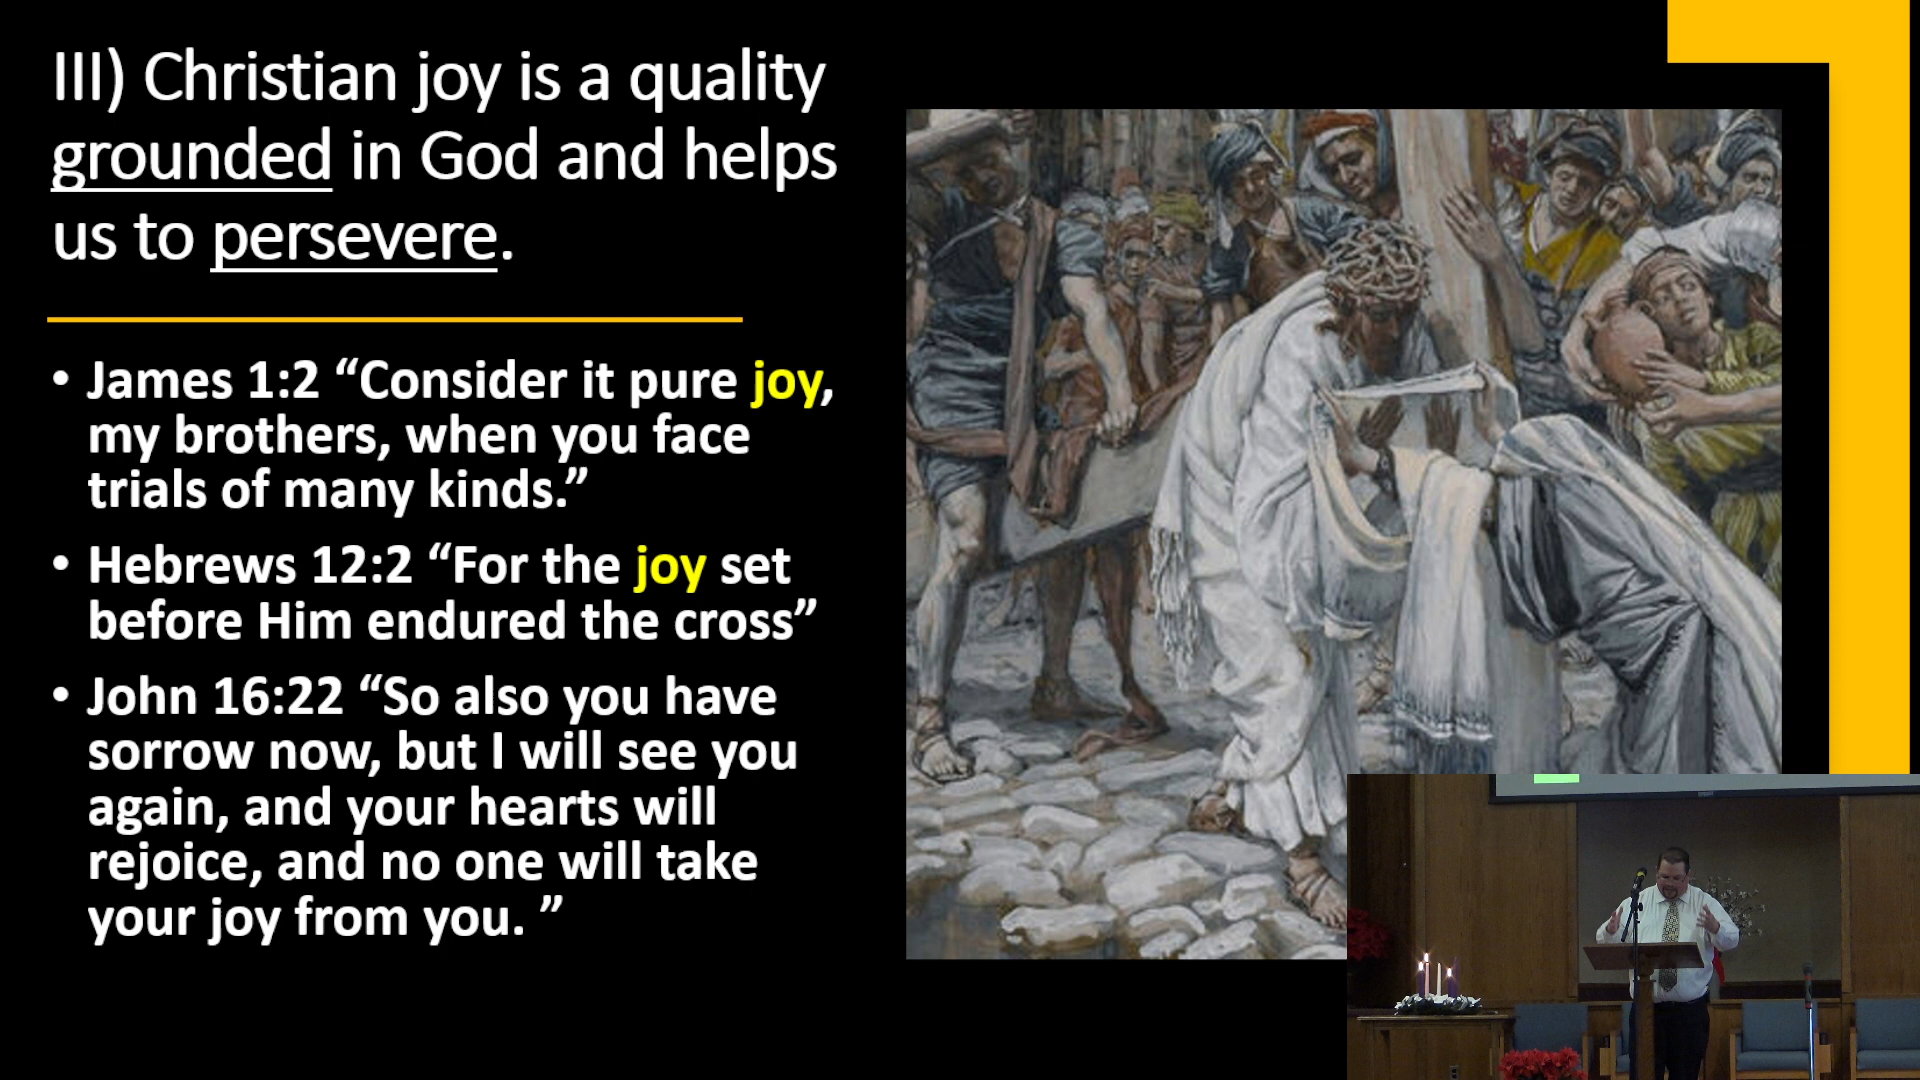 III) Christian joy is a quality
grounded in God and helps
us to persevere.
• James 1:2 “Consider it pure joy,
my brothers, when you face
trials of many kinds.”
• Hebrews 12:2 “For the joy set
before Him endured the cross”
• John 16:22 “So also you have
sorrow now, but I will see you
again, and your hearts will
rejoice, and no one will take
your joy from you. ”